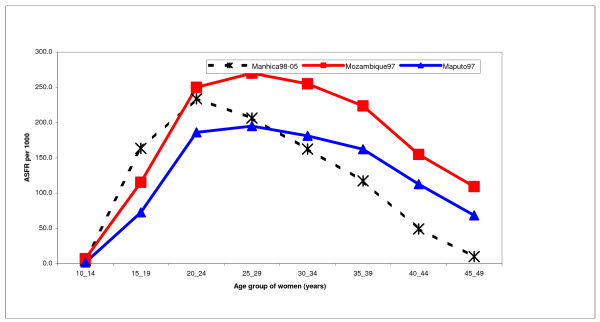 300.0
Manhica98-05 Mozambique97 Maputo97
250.0
200.0
150.0
100.0
50.0
0.0
ASFR per 1000
10_14 15_19 20_24 25_29 30_34 35_39 40_44 45_49
Age group of women (years)